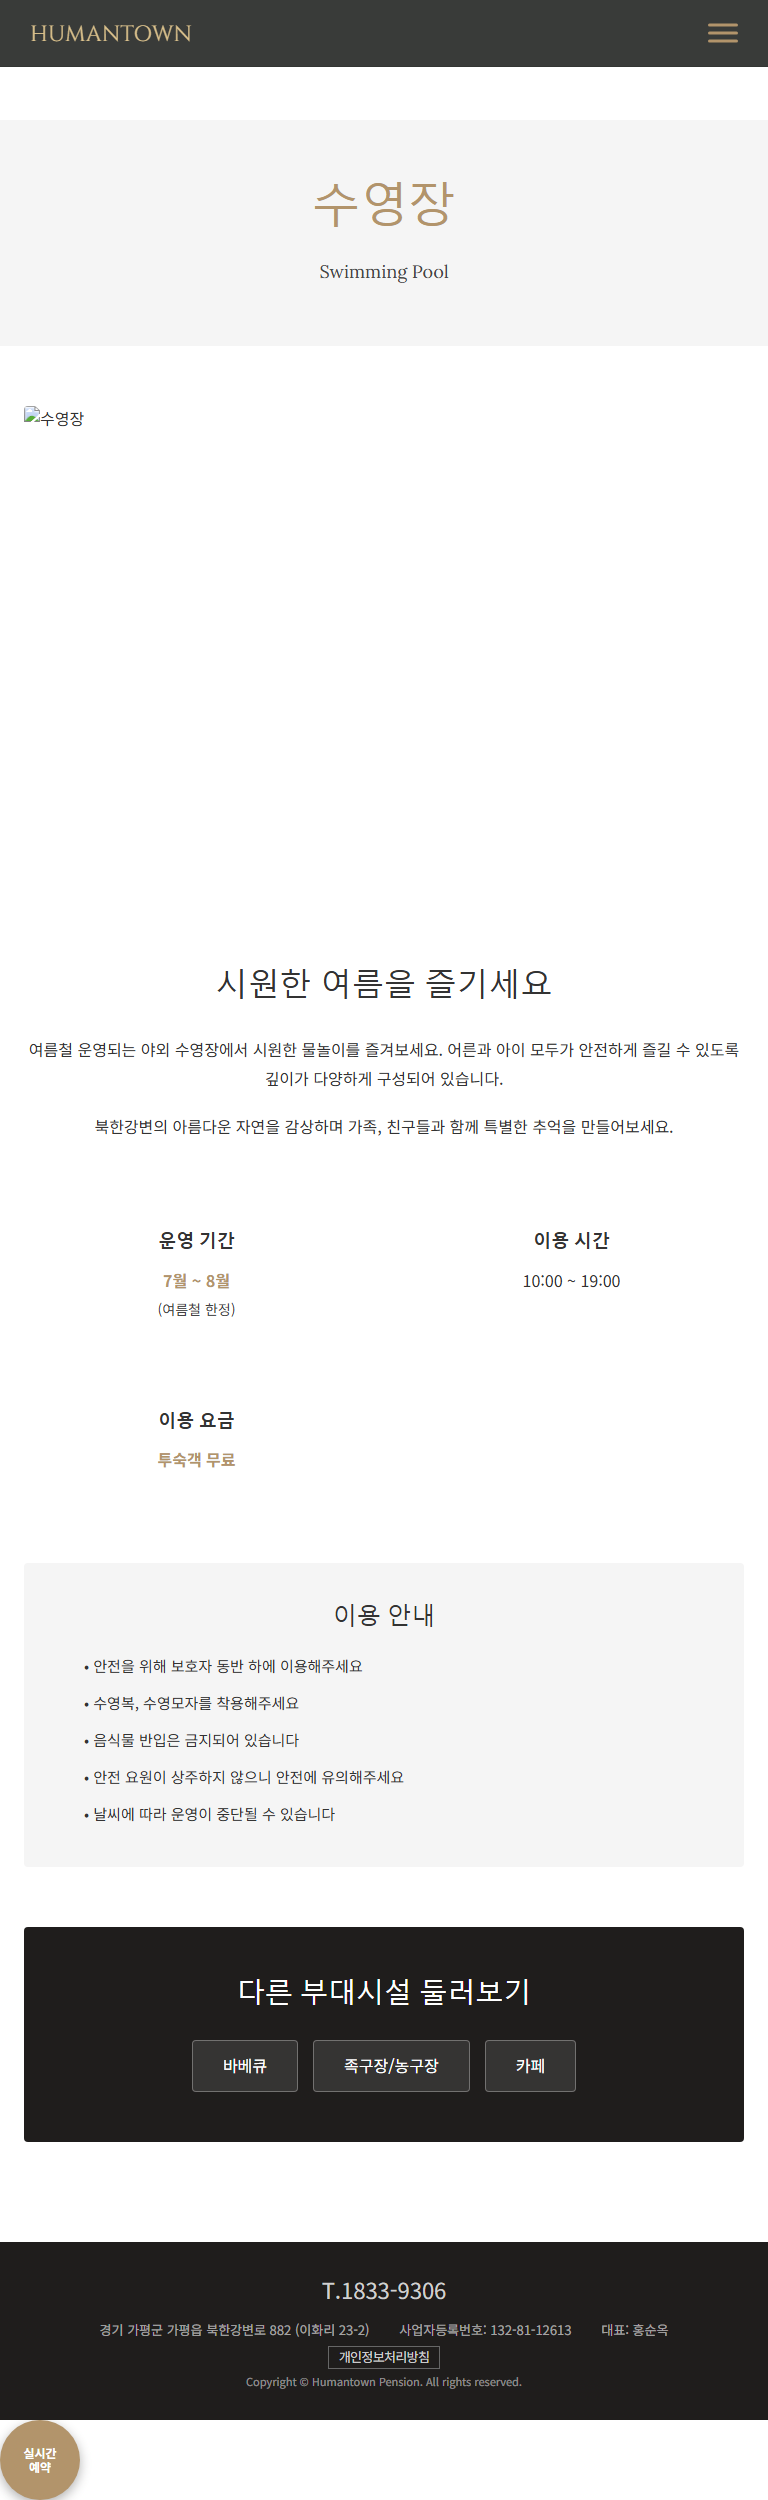 HUMANTOWN
수영장
Swimming Pool
수영장
시원한 여름을 즐기세요
여름철 운영되는 야외 수영장에서 시원한 물놀이를 즐겨보세요. 어른과 아이 모두가 안전하게 즐길 수 있도록
깊이가 다양하게 구성되어 있습니다.
북한강변의 아름다운 자연을 감상하며 가족, 친구들과 함께 특별한 추억을 만들어보세요.
운영 기간
7월 ~ 8월
(여름철 한정)
이용 시간
10:00 ~ 19:00
이용 요금
투숙객 무료
이용 안내
• 안전을 위해 보호자 동반 하에 이용해주세요
• 수영복, 수영모자를 착용해주세요
• 음식물 반입은 금지되어 있습니다
• 안전 요원이 상주하지 않으니 안전에 유의해주세요
• 날씨에 따라 운영이 중단될 수 있습니다
다른 부대시설 둘러보기
바베큐 족구장/농구장 카페
T.1833-9306
경기 가평군 가평읍 북한강변로 882 (이화리 23-2) 사업자등록번호: 132-81-12613 대표: 홍순옥
개인정보처리방침
Copyright © Humantown Pension. All rights reserved.
실시간
예약